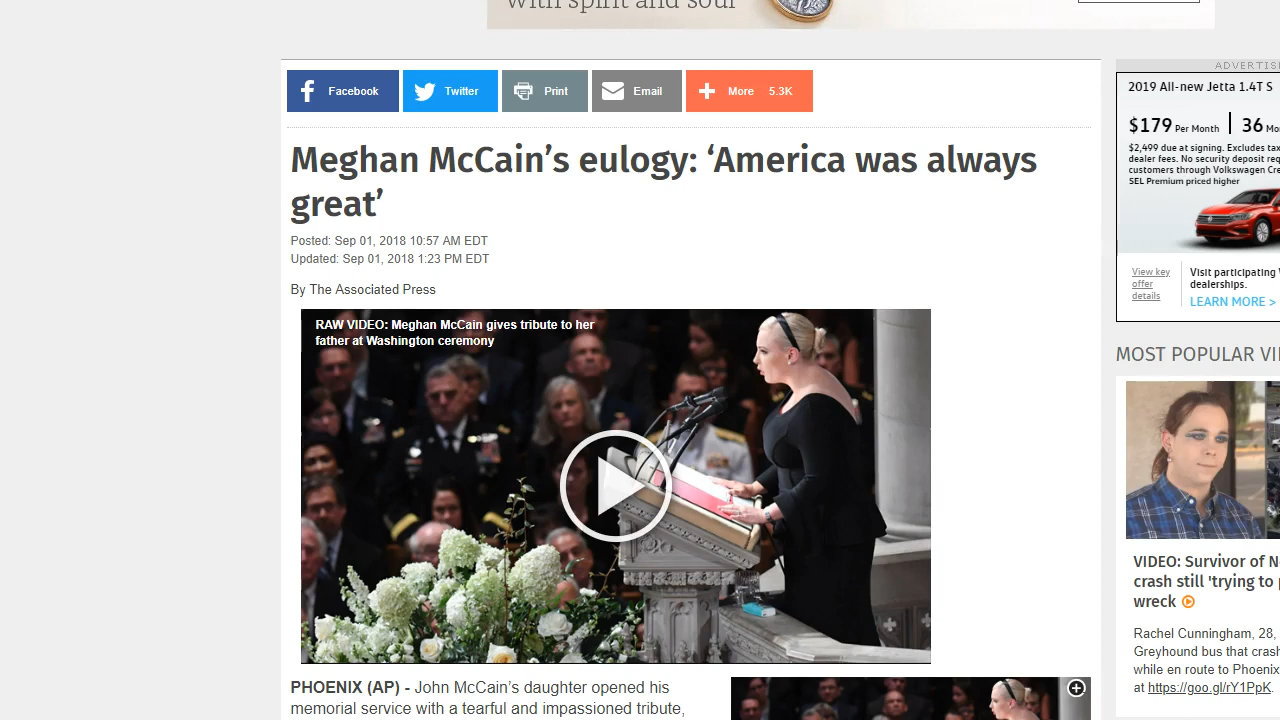 with spirit and soul
Facebook
Twitter
Print
Email
More 5.3K
Meghan McCain’s eulogy: ‘America was always
great’
Posted: Sep 01, 2018 10:57 AM EDT
Updated: Sep 01, 2018 1:23 PM EDT
By The Associated Press
RAW VIDEO: Meghan McCain gives tribute to her
father at Washington ceremony
PHOENIX (AP) - John McCain's daughter opened his
memorial service with a tearful and impassioned tribute,
2019 All-new Jetta 1.4T S
$179 Per Month 36
$2,499 due at signing. Excludes
dealer fees. No security deposit
customers through Volkswagen
SEL Premium priced higher
View key
offer
details
Visit participating
dealerships.
LEARN MORE >
MOST POPULAR
VIDEO: Survivor of
crash still 'trying to
wreck
Rachel Cunningham, 28,
Greyhound bus that
while en route to Phoenix
at https://goo.gl/rY1PpK.